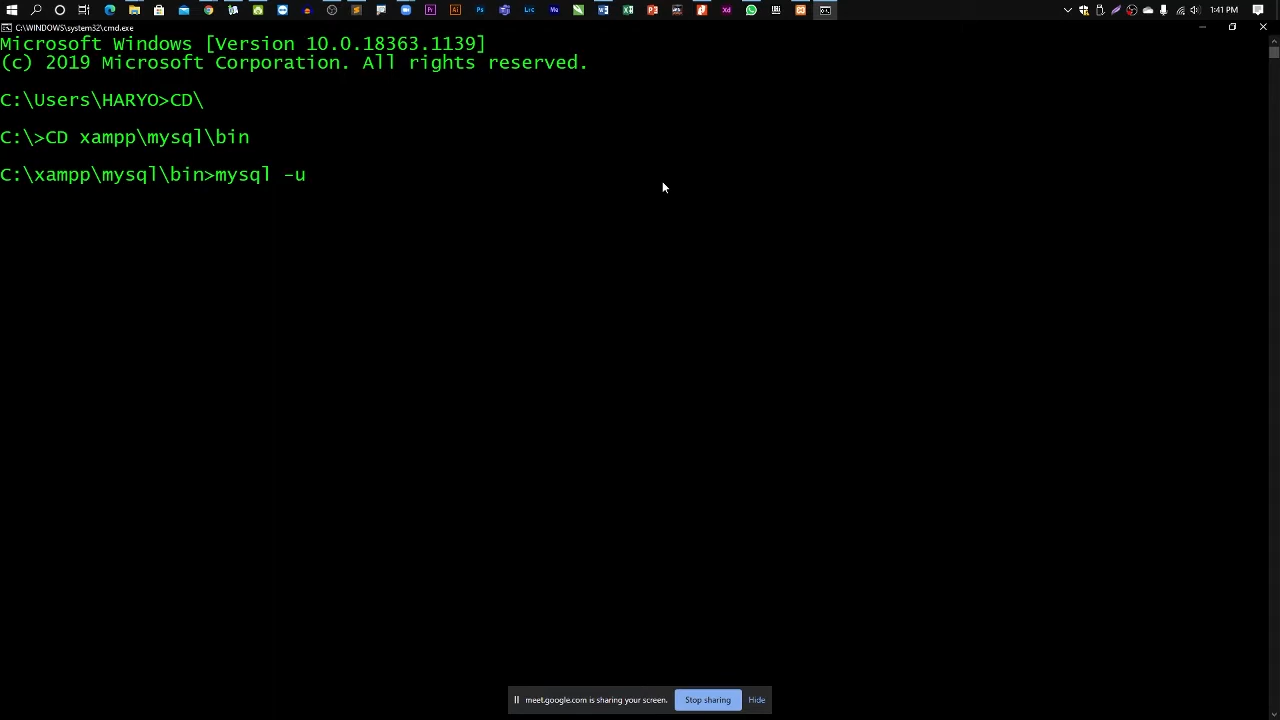 1:41 PM
C:\WINDOWS\system32\cmd.exe
Microsoft Windows [Version 10.0.18363.1139]
(c) 2019 Microsoft Corporation. All rights reserved.
C:\Users\HARYO>CD\
C:\>CD xampp\mysql\bin
C:\xampp\mysql\bin>mysql -u
meet.google.com is sharing your screen. Stop sharing Hide